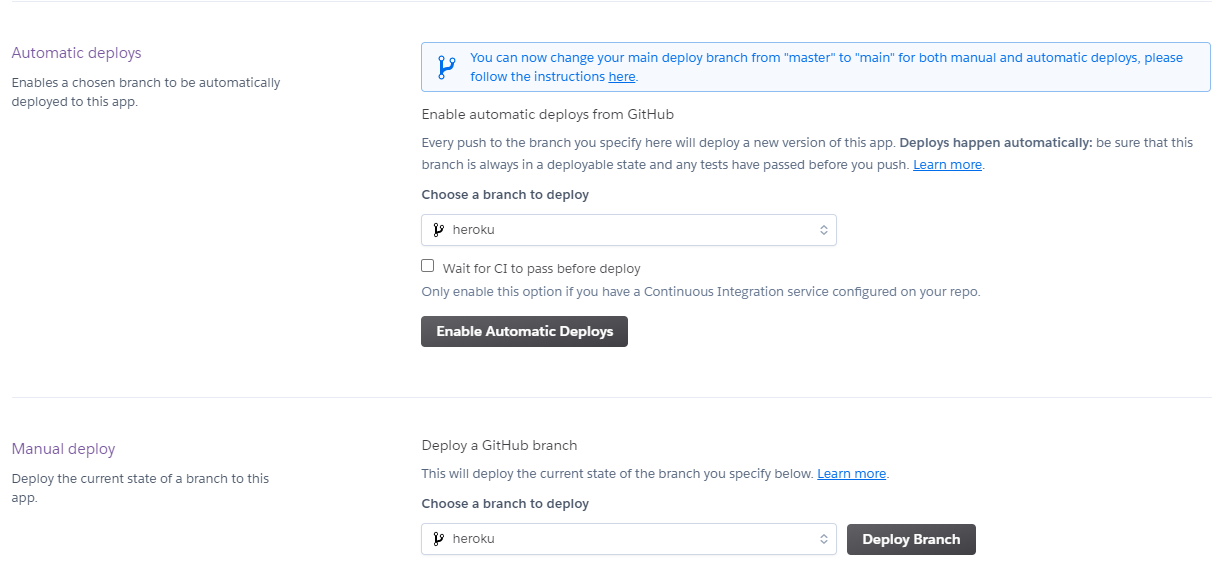 Automatic deploys
Enables a chosen branch to be automatically
deployed to this app.
You can now change your main deploy branch from "master" to "main" for both manual and automatic deploys, please
follow the instructions here.
Enable automatic deploys from GitHub
Every push to the branch you specify here will deploy a new version of this app. Deploys happen automatically: be sure that this
branch is always in a deployable state and any tests have passed before you push. Learn more.
Choose a branch to deploy
heroku
Wait for CI to pass before deploy
Only enable this option if you have a Continuous Integration service configured on your repo.
Enable Automatic Deploys
Manual deploy
Deploy the current state of a branch to this
app.
Deploy a GitHub branch
This will deploy the current state of the branch you specify below. Learn more.
Choose a branch to deploy
heroku
Deploy Branch